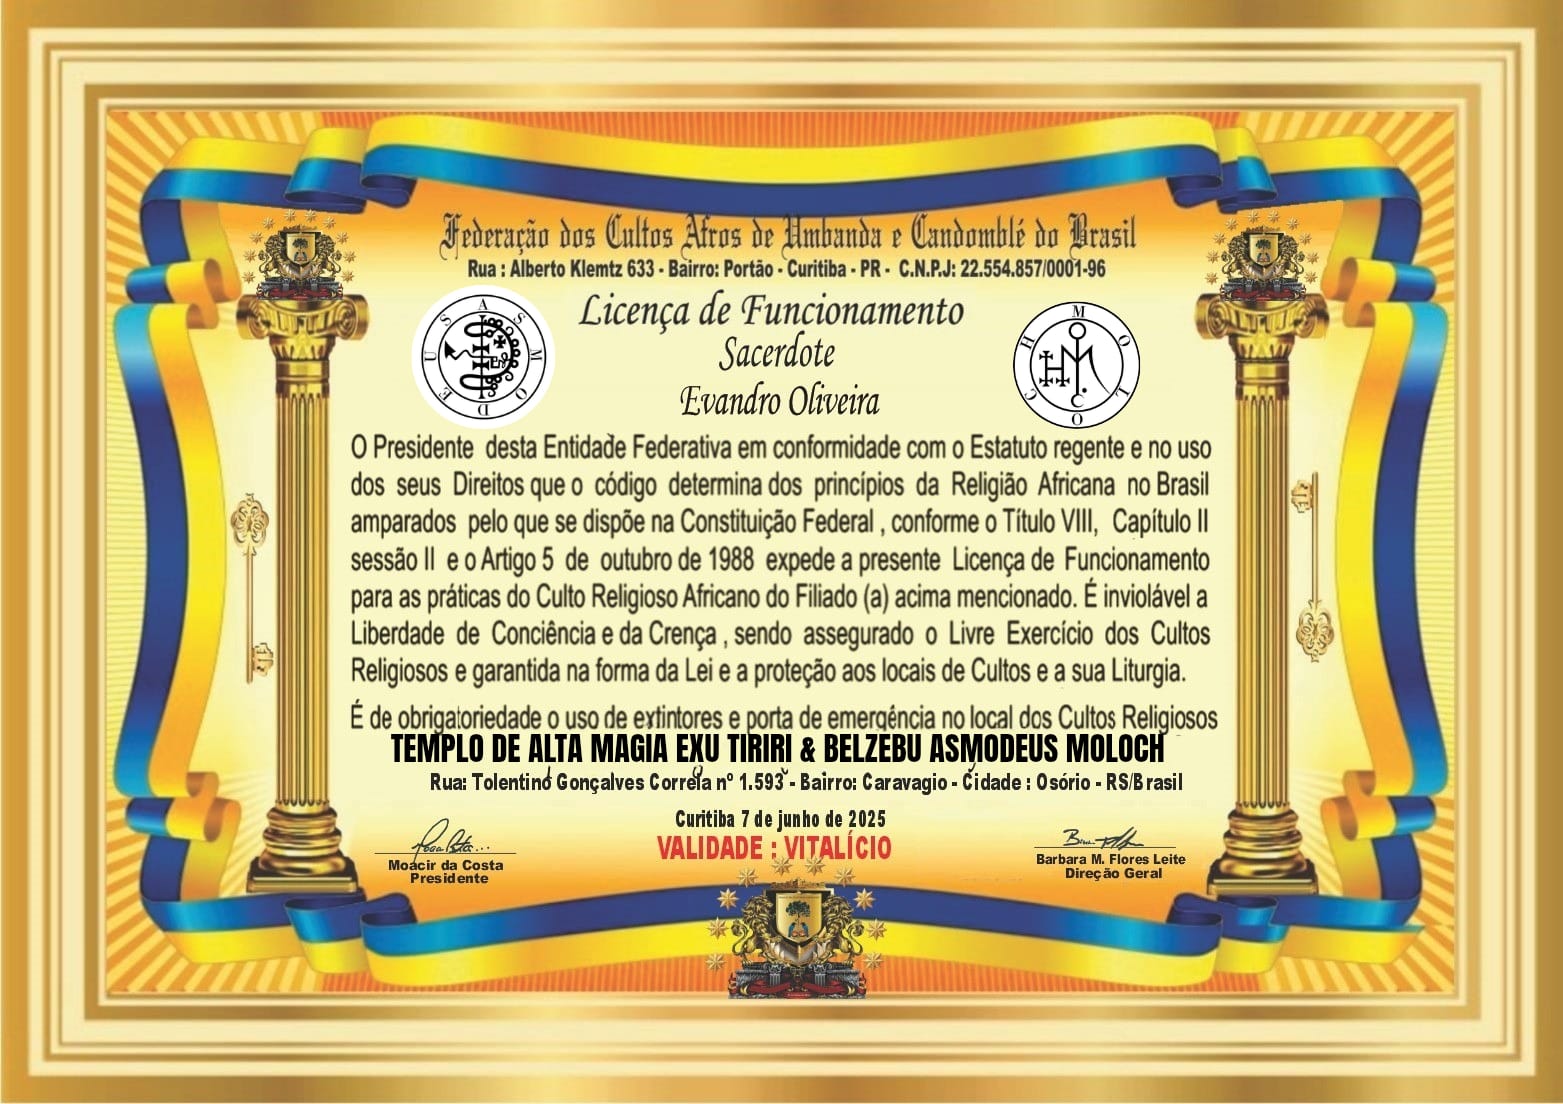 Federação dos Cultos Afros de Umbanda e Candomblé do Brasil
Rua : Alberto Klemtz 633 - Bairro: Portão - Curitiba - PR - C.N.P.J: 22.554.857/0001-96
Licença de Funcionamento
Sacerdote
Evandro Oliveira
ASMODEUS
MOLOCH
O Presidente desta Entidade Federativa em conformidade com o Estatuto regente e no uso
dos seus Direitos que o código determina dos princípios da Religião Africana no Brasil
amparados pelo que se dispõe na Constituição Federal , conforme o Título VIII, Capítulo II
sessão II e o Artigo 5 de outubro de 1988 expede a presente Licença de Funcionamento
para as práticas do Culto Religioso Africano do Filiado (a) acima mencionado. É inviolável a
Liberdade de Conciência e da Crença , sendo assegurado o Livre Exercício dos Cultos
Religiosos e garantida na forma da Lei e a proteção aos locais de Cultos e a sua Liturgia.
É de obrigatoriedade o uso de extintores e porta de emergência no local dos Cultos Religiosos
TEMPLO DE ALTA MAGIA EXU TIRIRI & BELZEBU ASMODEUS MOLOCH
Rua: Tolentino Gonçalves Correla nº 1.593 - Bairro: Caravagio - Cidade : Osório - RS/Brasil
Curitiba 7 de junho de 2025
VALIDADE : VITALÍCIO
Moacir da Costa
Presidente
Barbara M. Flores Leite
Direção Geral